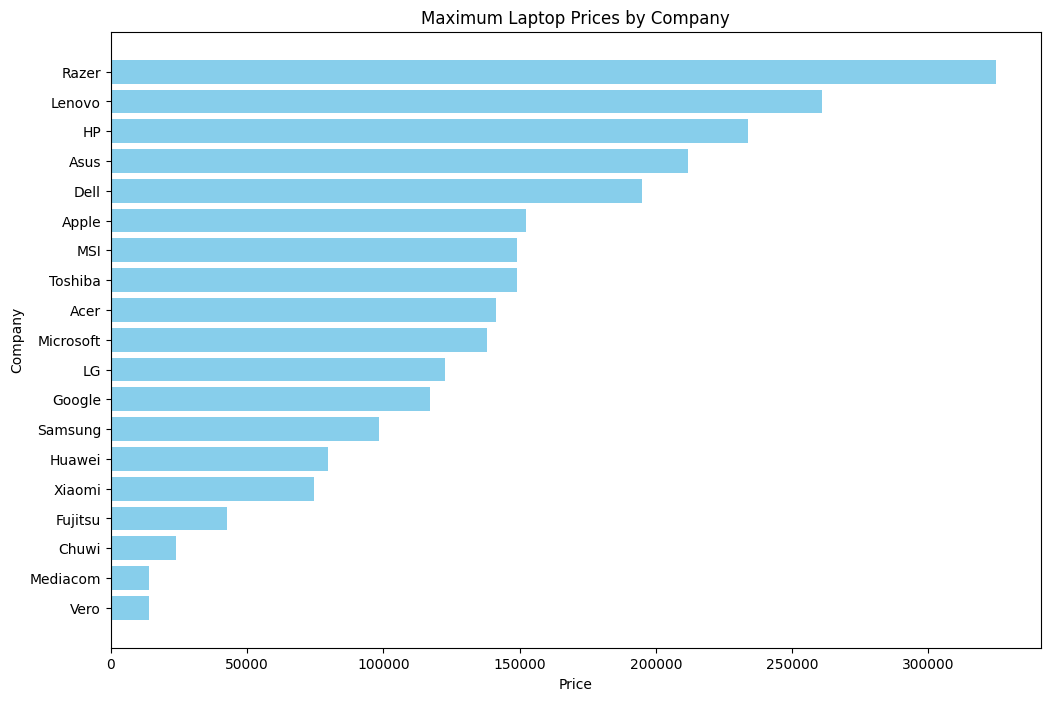 Maximum Laptop Prices by Company
Company
Razer
Lenovo
HP
Asus
Dell
Apple
MSI
Toshiba
Acer
Microsoft
LG
Google
Samsung
Huawei
Xiaomi
Fujitsu
Chuwi
Mediacom
Vero
0 50000 100000 150000 200000 250000 300000
Price